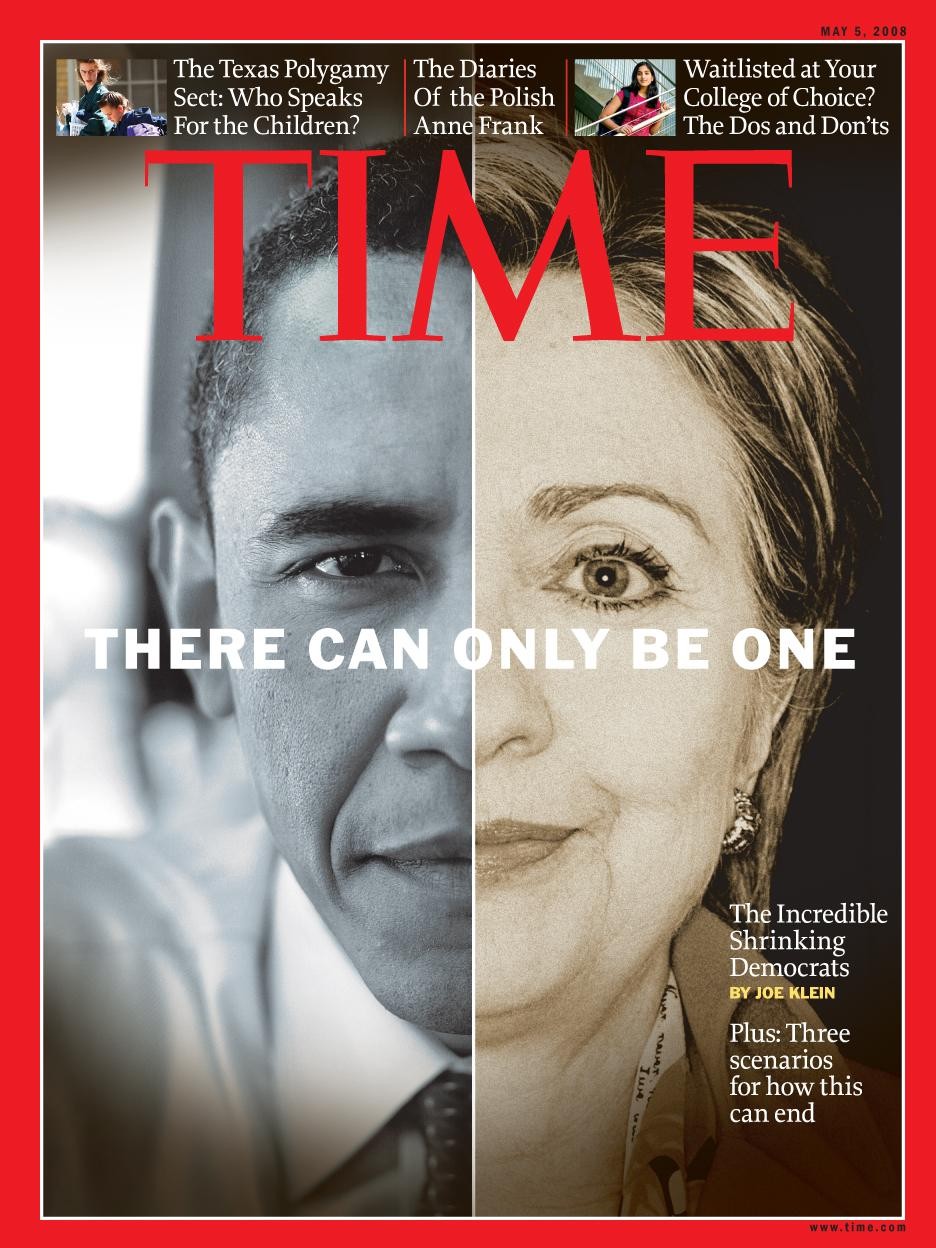 MAY 5, 2008
The Texas Polygamy
Sect: Who Speaks
For the Children?
The Diaries
Of the Polish
Anne Frank
Waitlisted at Your
College of Choice?
The Dos and Don'ts
TIME
THERE CAN ONLY BE ONE
The Incredible
Shrinking
Democrats
BY JOE KLEIN
Plus: Three
scenarios
for how this
can end
www.time.com